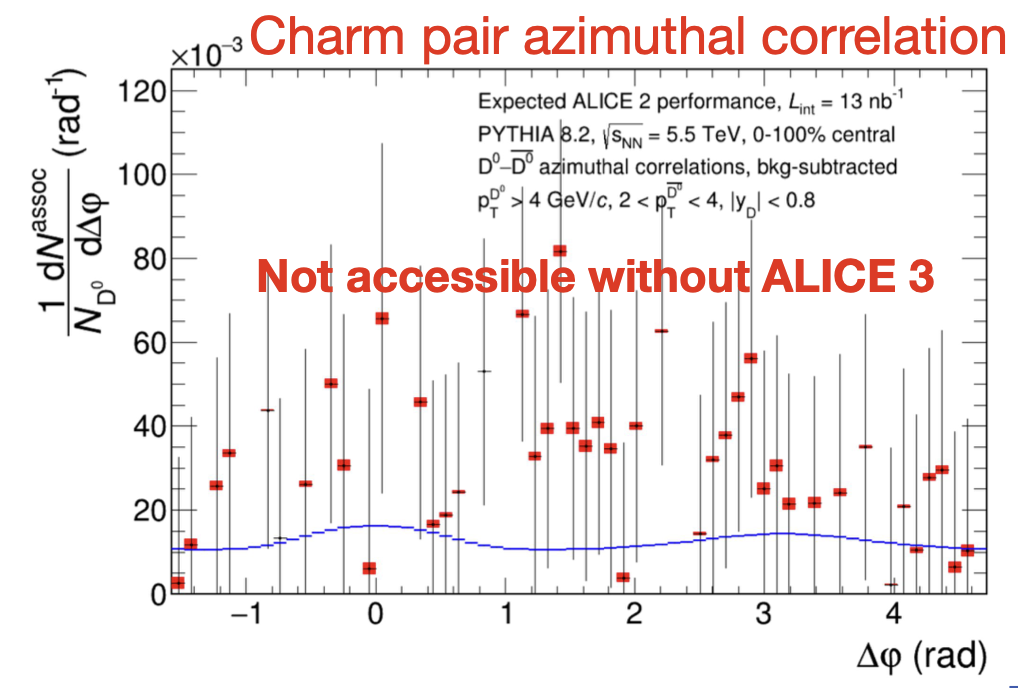 Charm pair azimuthal correlation
×10⁻³
Expected ALICE 2 performance, L_int = 13 nb⁻¹
PYTHIA 8.2, √s_NN = 5.5 TeV, 0-100% central
D⁰–D̅⁰ azimuthal correlations, bkg-subtracted
p_T^D⁰ > 4 GeV/c, 2 < p_T^D̅⁰ < 4, |y_D| < 0.8
Not accessible without ALICE 3
1/N_D⁰ dN^assoc/dΔφ (rad⁻¹)
120
100
80
60
40
20
0
−1 0 1 2 3 4
Δφ (rad)